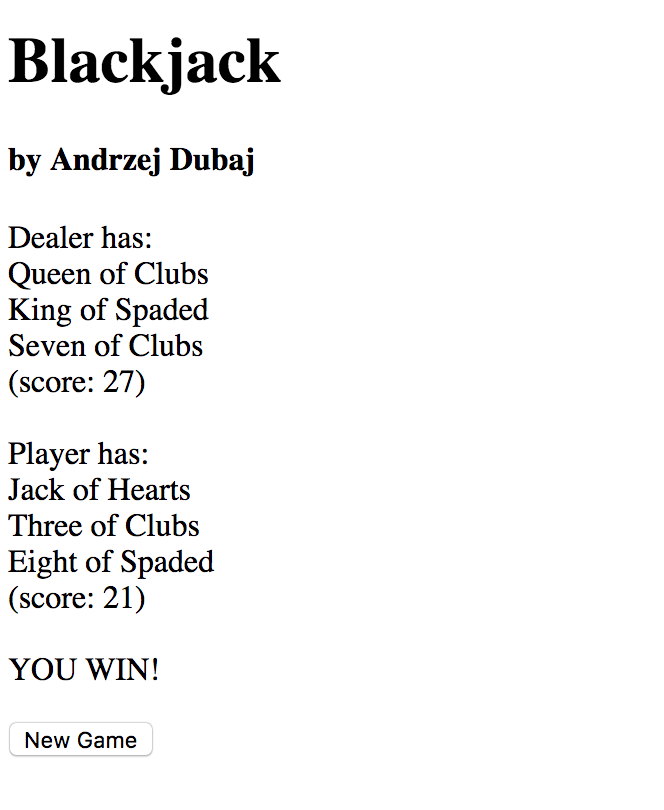 Blackjack
by Andrzej Dubaj
Dealer has:
Queen of Clubs
King of Spaded
Seven of Clubs
(score: 27)
Player has:
Jack of Hearts
Three of Clubs
Eight of Spaded
(score: 21)
YOU WIN!
New Game